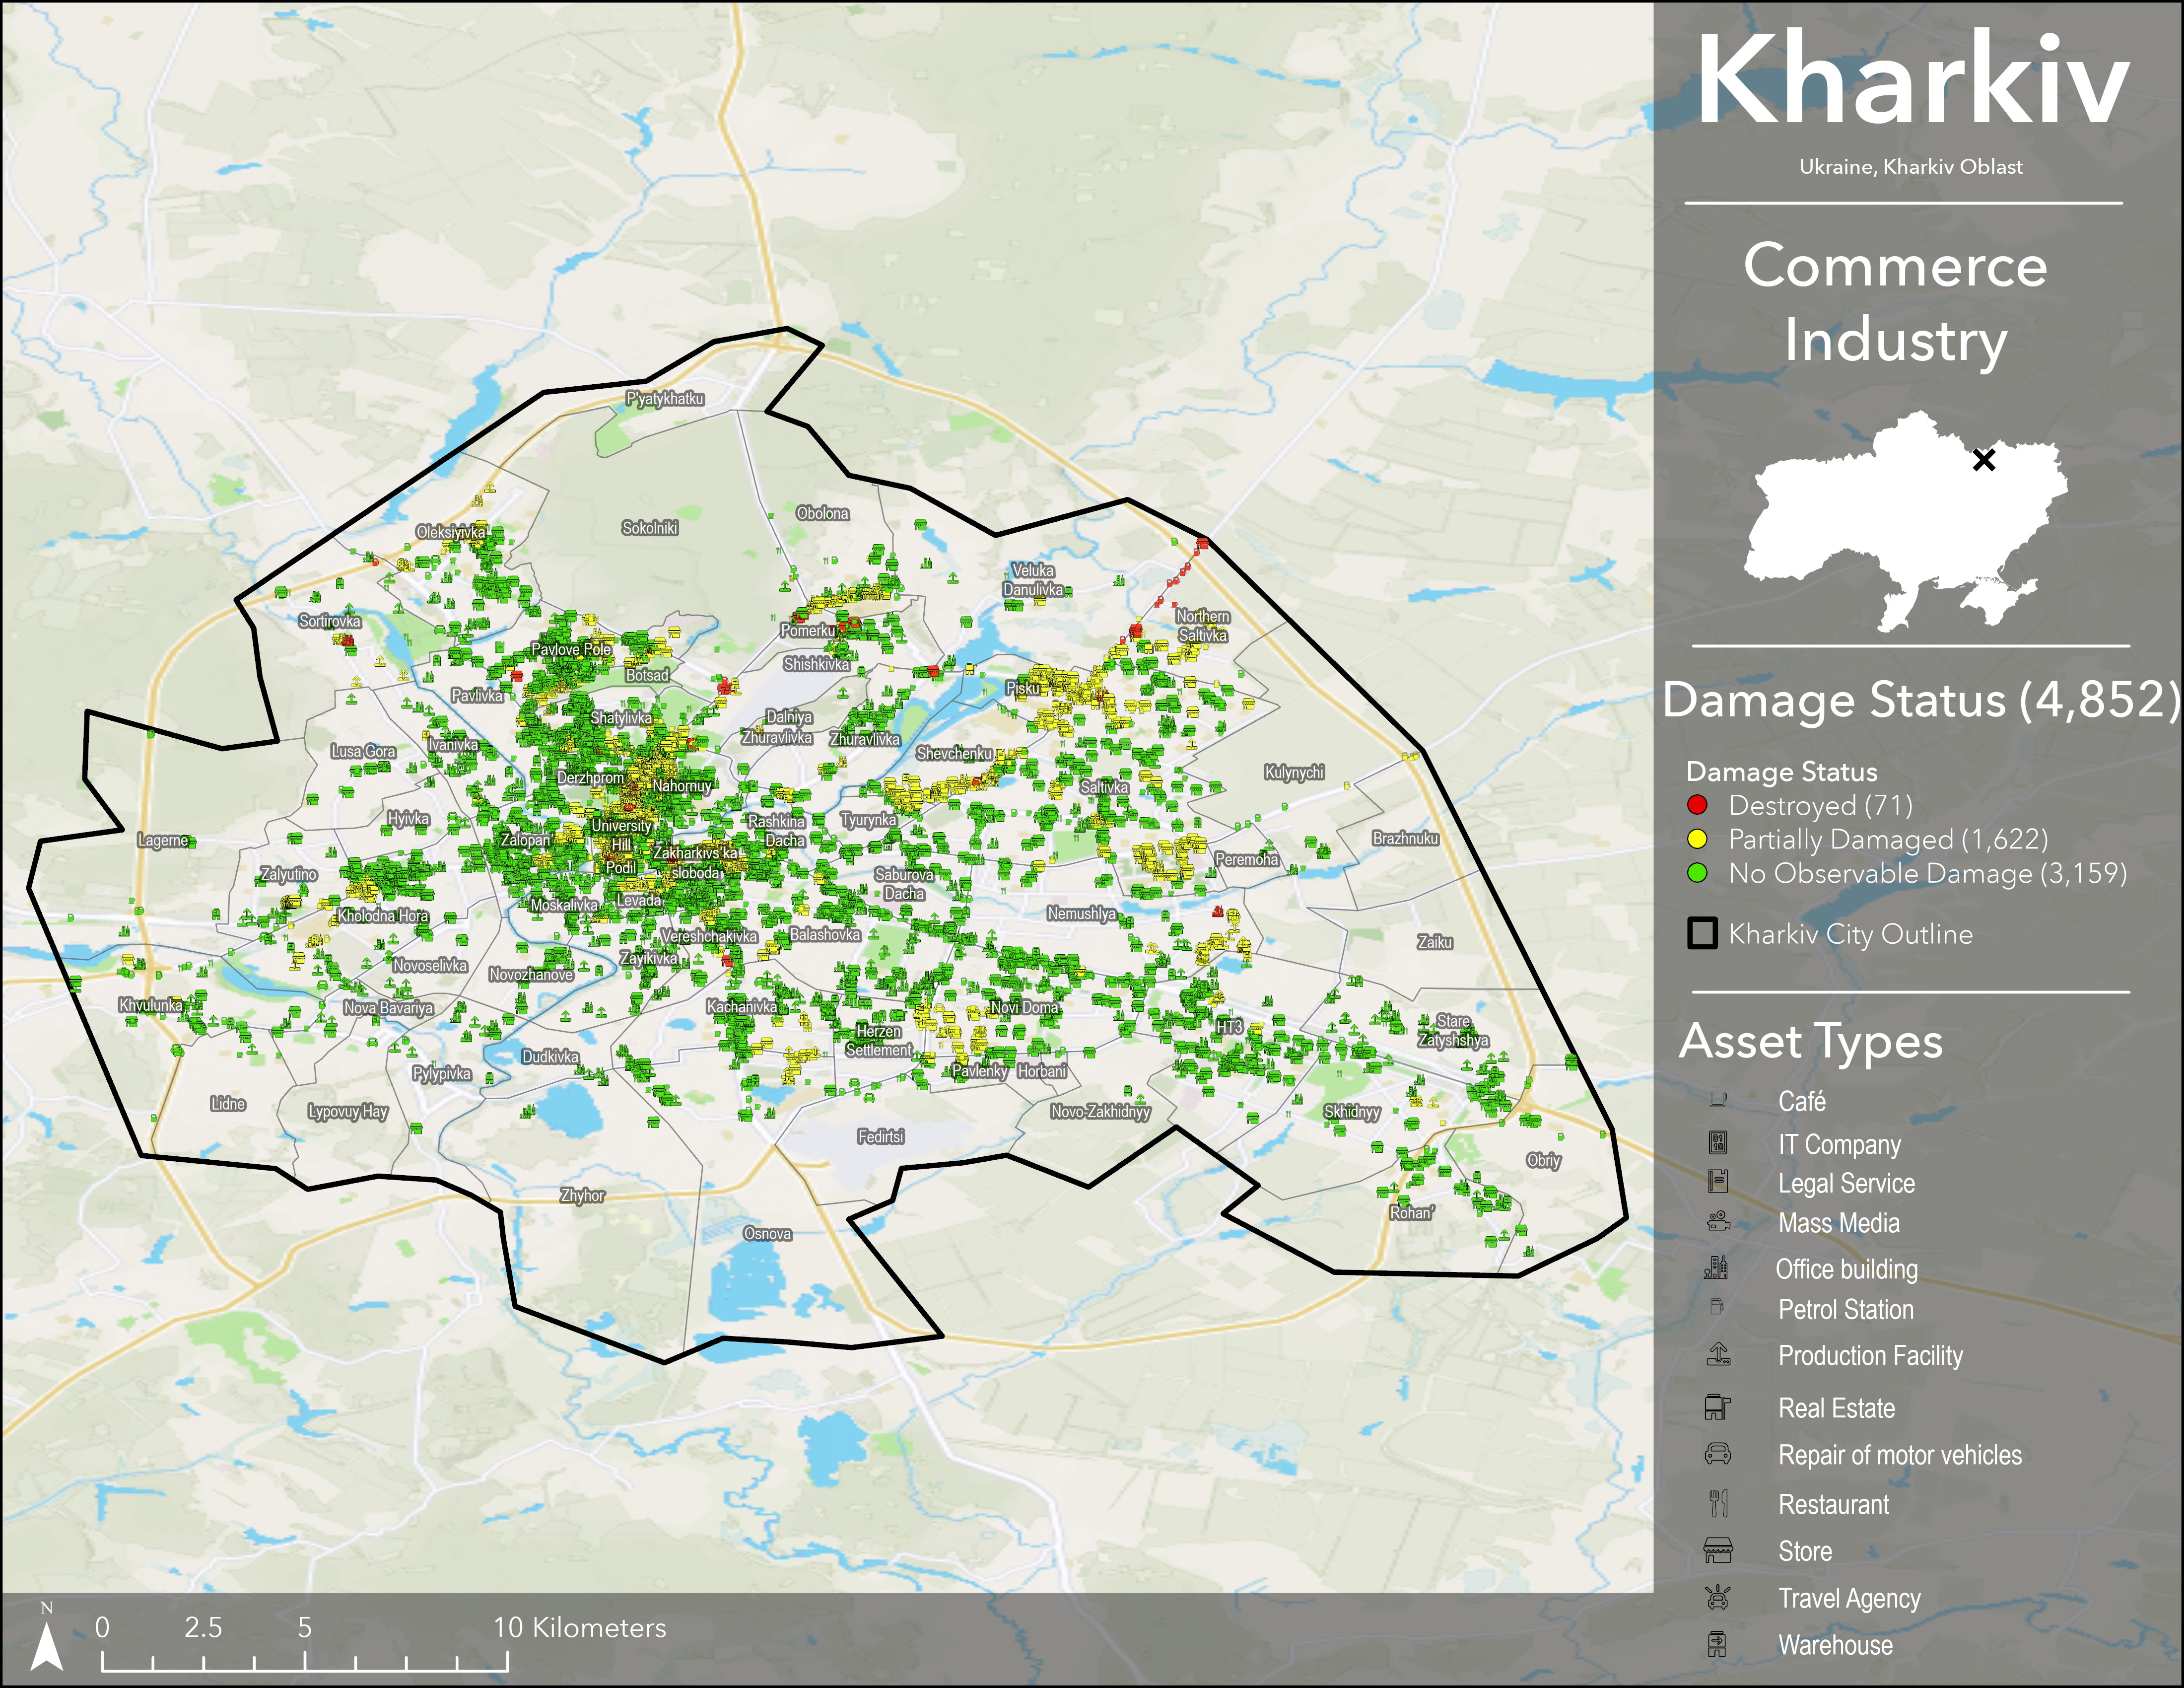 Kharkiv
Ukraine, Kharkiv Oblast
Commerce
Industry
Damage Status (4,852)
Damage Status
Destroyed (71)
Partially Damaged (1,622)
No Observable Damage (3,159)
Kharkiv City Outline
Asset Types
Café
IT Company
Legal Service
Mass Media
Office building
Petrol Station
Production Facility
Real Estate
Repair of motor vehicles
Restaurant
Store
Travel Agency
Warehouse
P'yatykhatku
Sokolniki
Obolona
Oleksiyivka
Veluka
Danulivka
Northern
Saltivka
Sortirovka
Pomerku
Pavlove Pole
Shishkivka
Botsad
Pavlivka
Pisku
Shatylivka
Dalniya
Zhuravlivka
Zhuravlivka
Ivanivka
Lusa Gora
Shevchenku
Derzhprom
Nahornuy
Kulynychi
Saltivka
Hyivka
University
Hill
Rashkina
Dacha
Tyurynka
Lagerne
Zalopan
Brazhnuku
Podil
Zakharkivs'ka
sloboda
Peremoha
Zalyutino
Saburova
Dacha
Moskalivka
Levada
Kholodna Hora
Nemushlya
Vereshchakivka
Balashovka
Zaiku
Zayikivka
Novoselivka
Novozhanove
Khvulunka
Nova Bavariya
Kachanivka
Novi Doma
HT3
Herzen
Settlement
Stare
Zatyshshya
Dudkivka
Pylypivka
Pavlenky
Horbani
Lidne
Lypovuy Hay
Novo-Zakhidnyy
Skhidnyy
Fedirtsi
Obriy
Zhyhor
Rohan'
Osnova
N
0 2.5 5 10 Kilometers